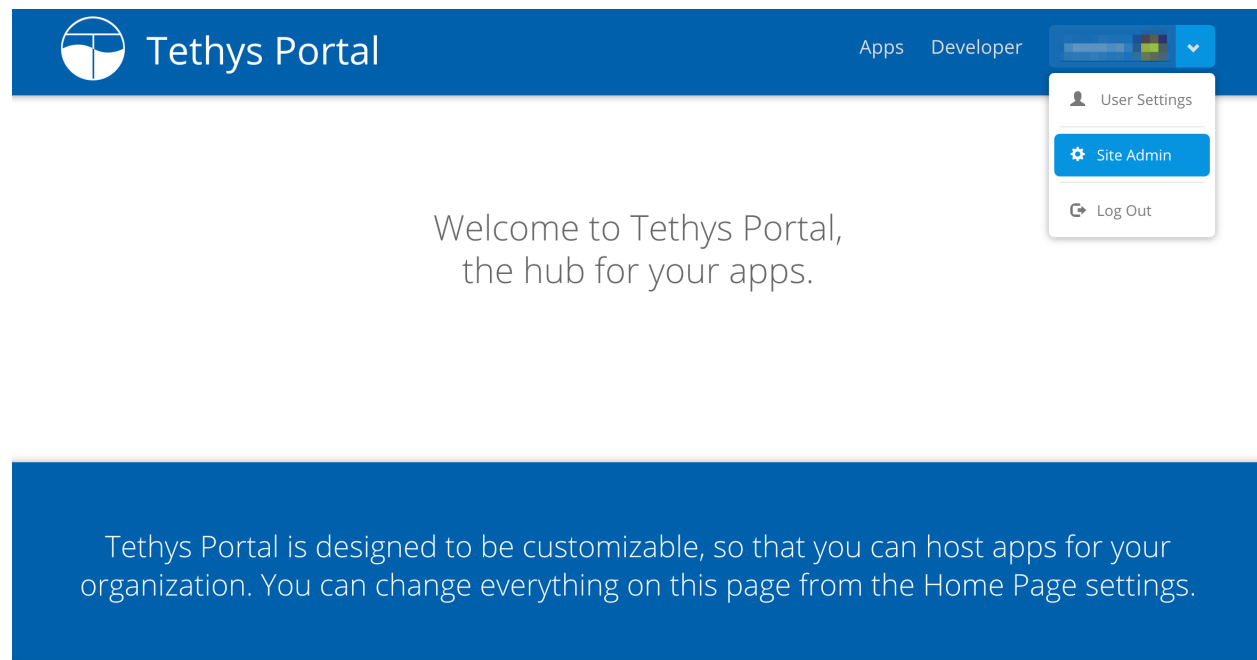 Tethys Portal
Apps Developer
User Settings
Site Admin
Log Out
Welcome to Tethys Portal,
the hub for your apps.
Tethys Portal is designed to be customizable, so that you can host apps for your
organization. You can change everything on this page from the Home Page settings.